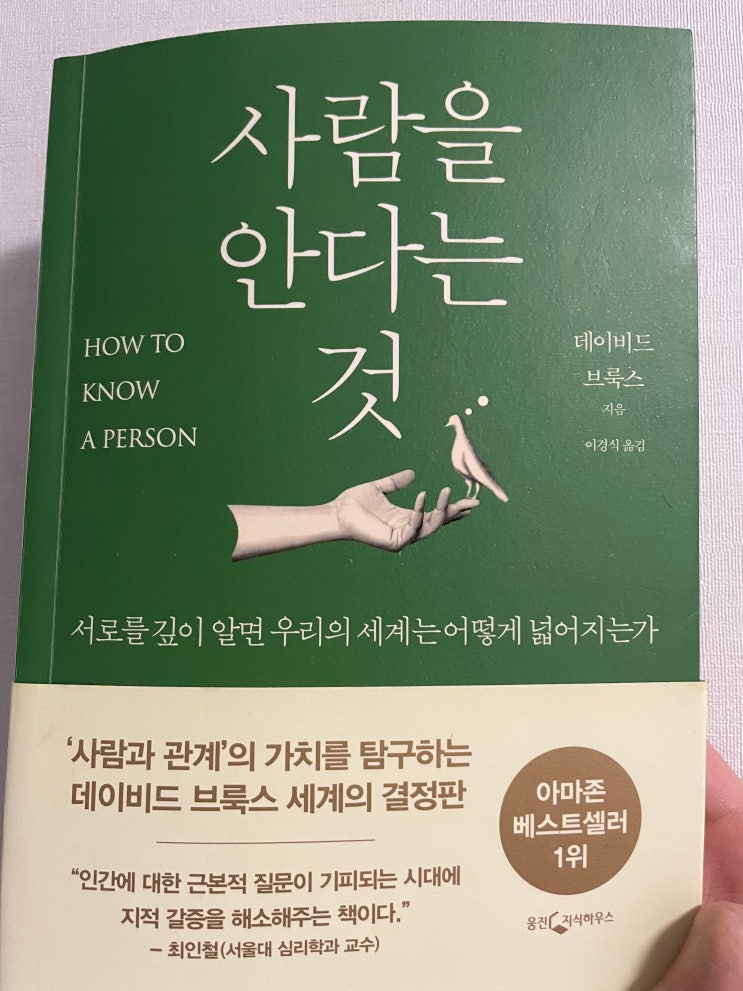 사람을
안다는
것
HOW TO
KNOW
A PERSON
데이비드
브룩스
지음
이경식 옮김
서로를 깊이 알면 우리의 세계는 어떻게 넓어지는가
‘사람과 관계’의 가치를 탐구하는
데이비드 브룩스 세계의 결정판
“인간에 대한 근본적 질문이 기피되는 시대에
지적 갈증을 해소해주는 책이다.”
– 최인철(서울대 심리학과 교수)
아마존
베스트셀러
1위
웅진 지식하우스